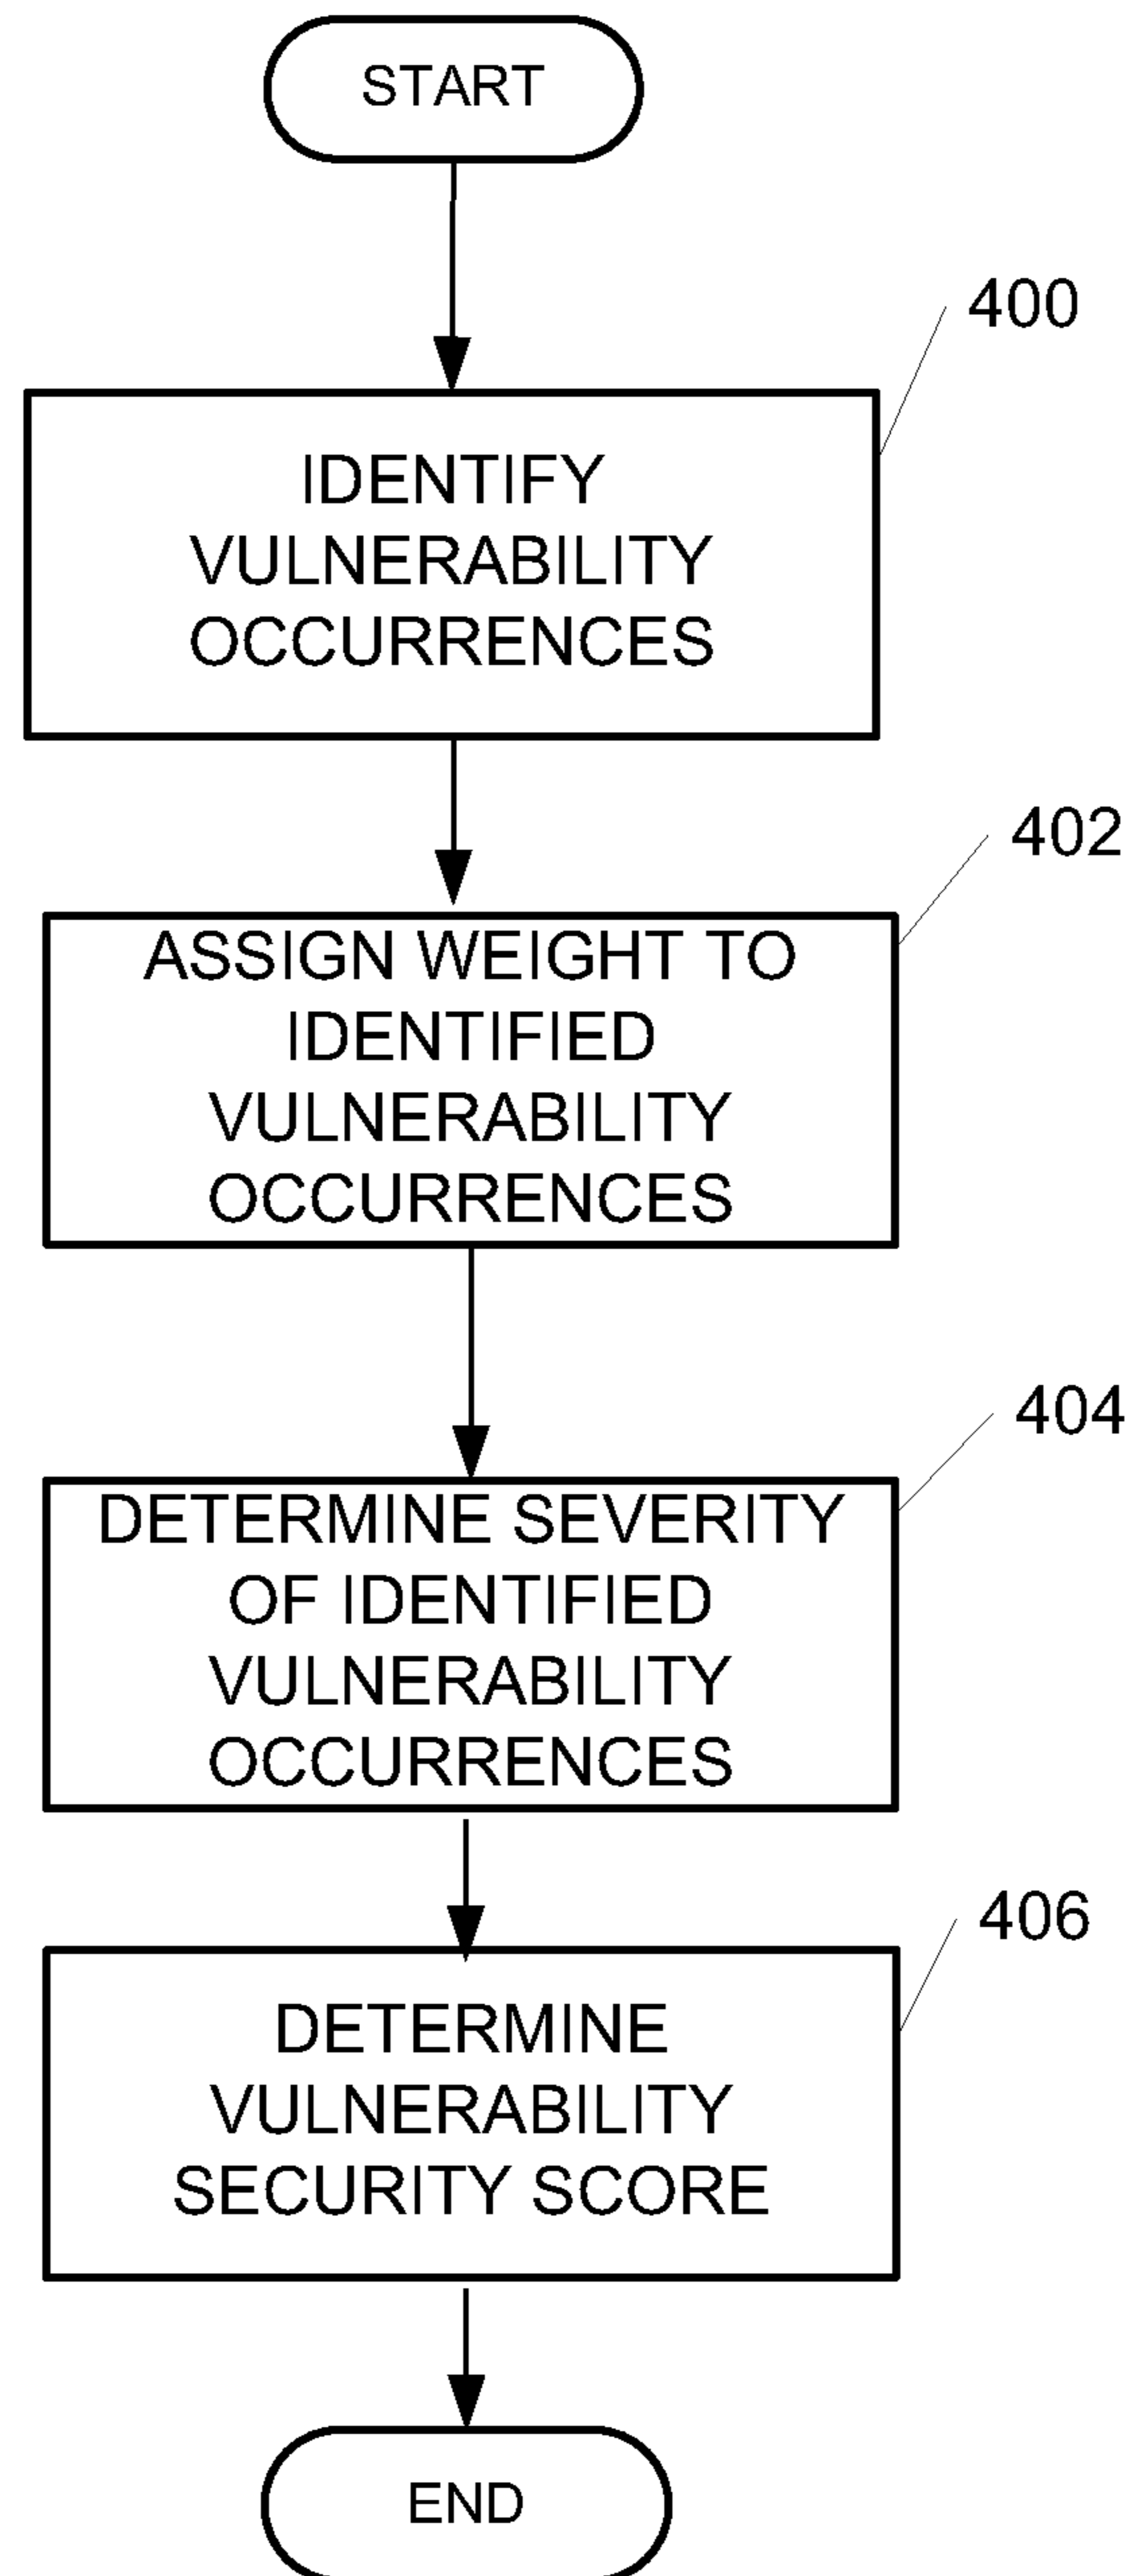 START
400
IDENTIFY
VULNERABILITY
OCCURRENCES
402
ASSIGN WEIGHT TO
IDENTIFIED
VULNERABILITY
OCCURRENCES
404
DETERMINE SEVERITY
OF IDENTIFIED
VULNERABILITY
OCCURRENCES
406
DETERMINE
VULNERABILITY
SECURITY SCORE
END